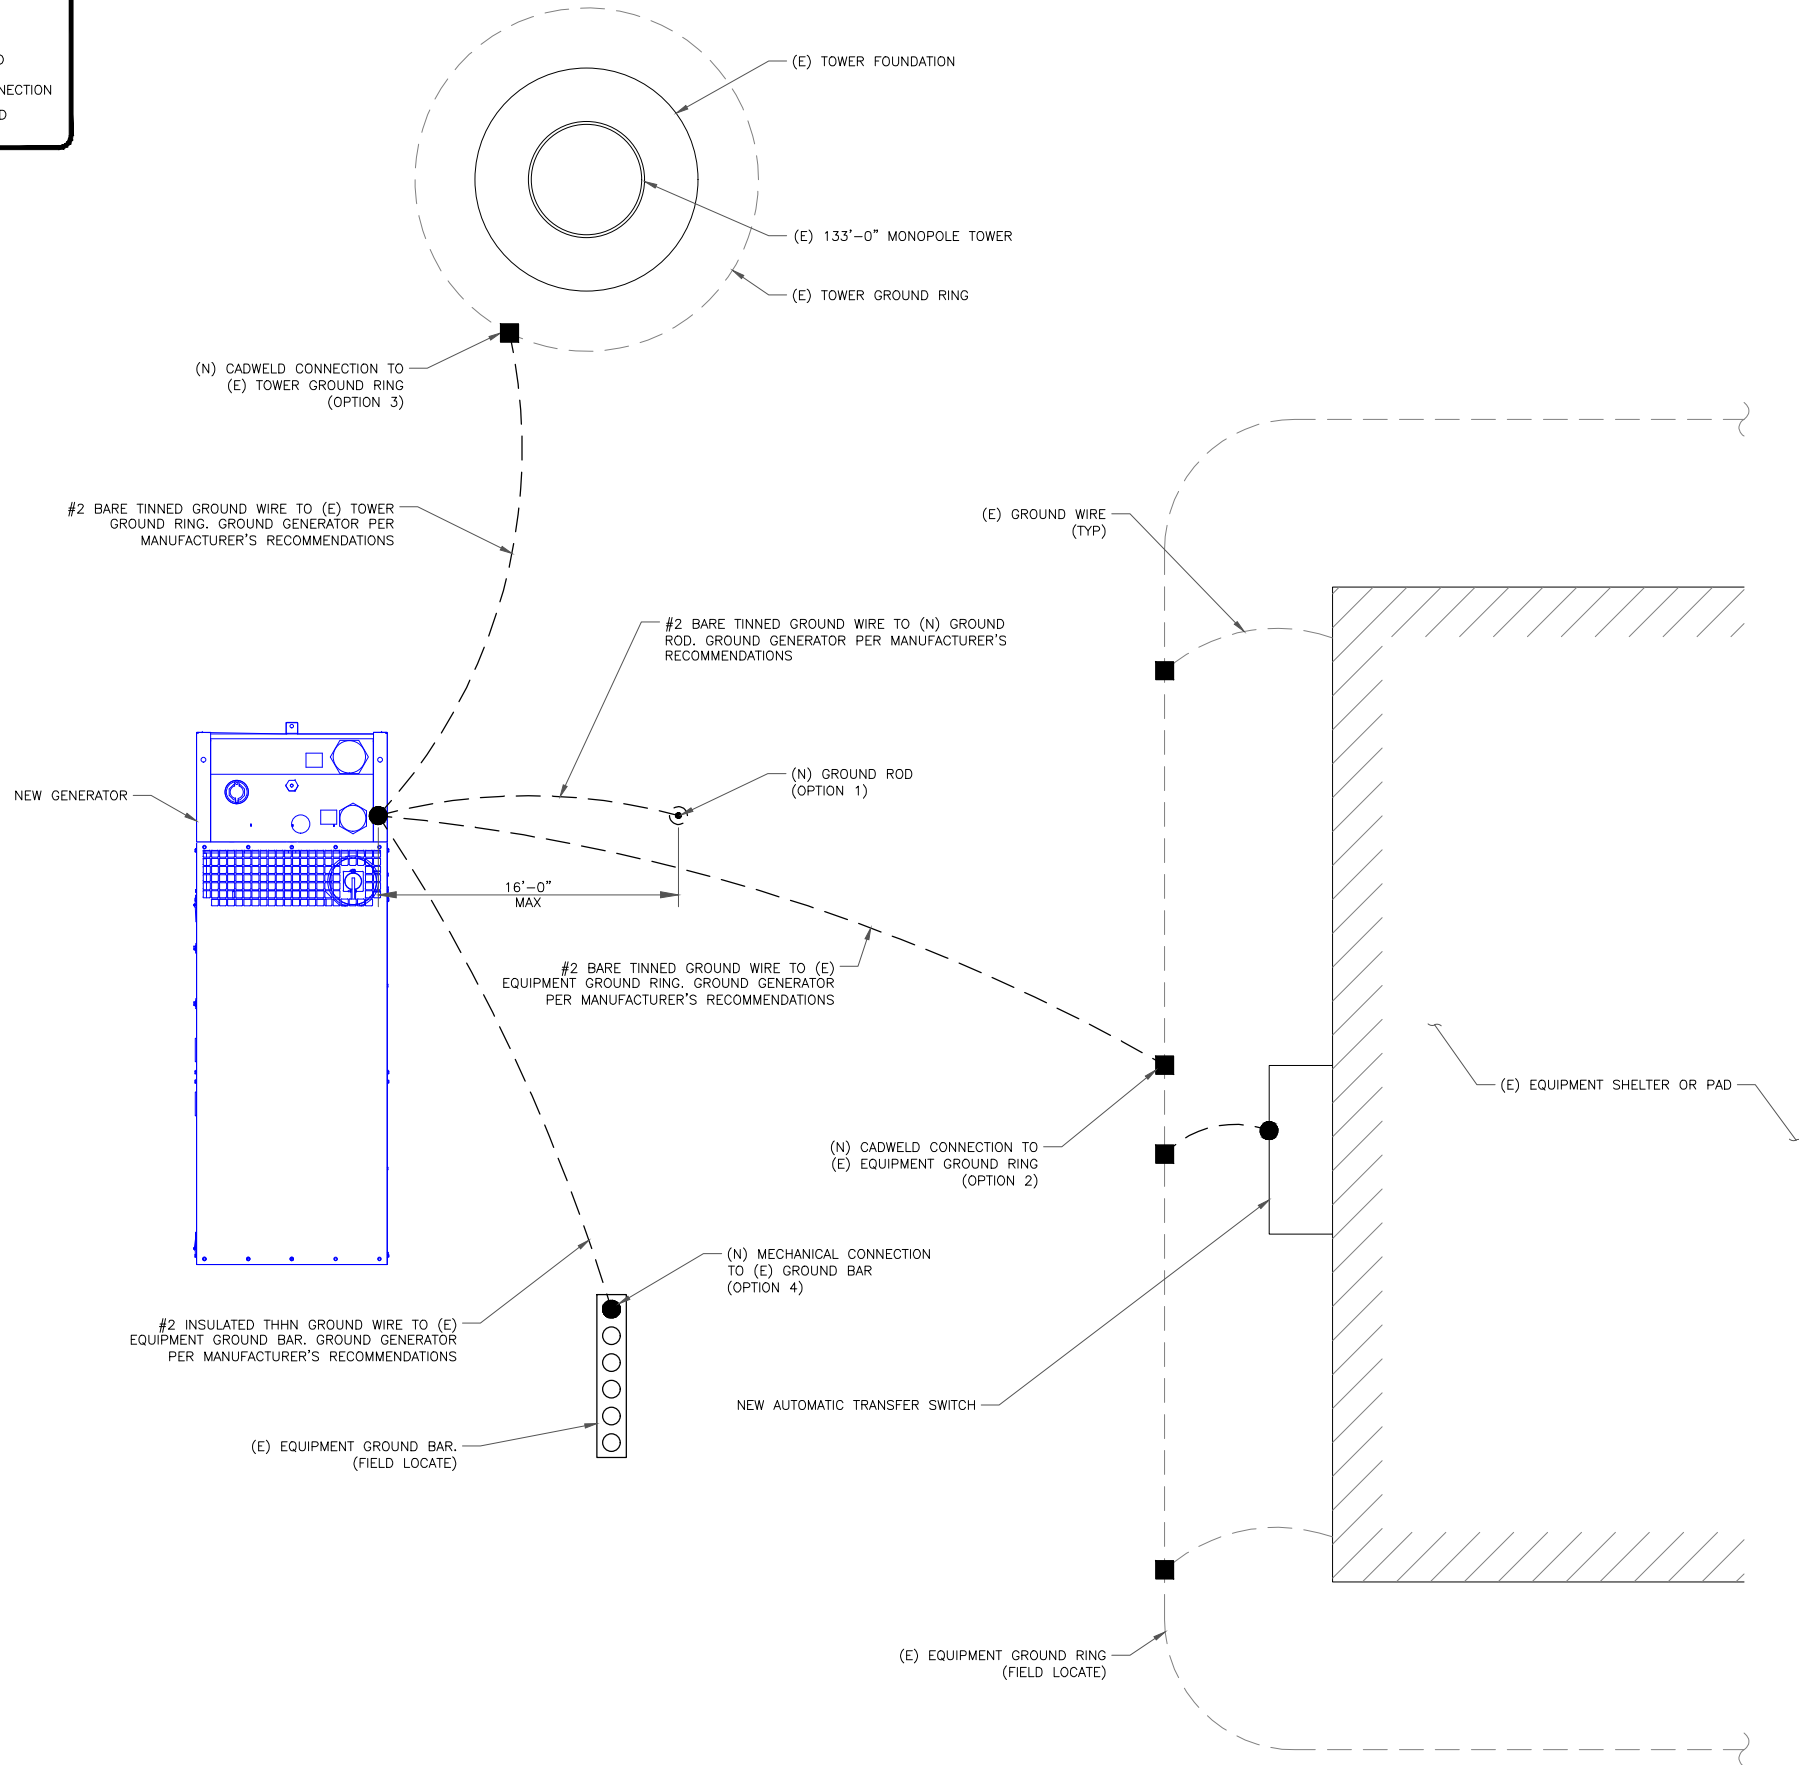 (E) TOWER FOUNDATION
NECTION
(E) 133'-0" MONOPOLE TOWER
(E) TOWER GROUND RING
(N) CADWELD CONNECTION TO
(E) TOWER GROUND RING
(OPTION 3)
#2 BARE TINNED GROUND WIRE TO (E) TOWER
GROUND RING. GROUND GENERATOR PER
MANUFACTURER'S RECOMMENDATIONS
(E) GROUND WIRE
(TYP)
#2 BARE TINNED GROUND WIRE TO (N) GROUND
ROD. GROUND GENERATOR PER MANUFACTURER'S
RECOMMENDATIONS
NEW GENERATOR
(N) GROUND ROD
(OPTION 1)
16'-0"
MAX
#2 BARE TINNED GROUND WIRE TO (E)
EQUIPMENT GROUND RING. GROUND GENERATOR
PER MANUFACTURER'S RECOMMENDATIONS
(E) EQUIPMENT SHELTER OR PAD
(N) CADWELD CONNECTION TO
(E) EQUIPMENT GROUND RING
(OPTION 2)
(N) MECHANICAL CONNECTION
TO (E) GROUND BAR
(OPTION 4)
#2 INSULATED THHN GROUND WIRE TO (E)
EQUIPMENT GROUND BAR. GROUND GENERATOR
PER MANUFACTURER'S RECOMMENDATIONS
NEW AUTOMATIC TRANSFER SWITCH
(E) EQUIPMENT GROUND BAR.
(FIELD LOCATE)
(E) EQUIPMENT GROUND RING
(FIELD LOCATE)